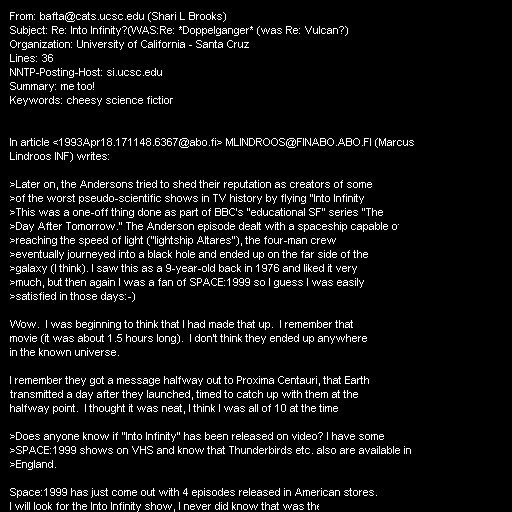 From: bafta@cats.ucsc.edu (Shari L Brooks)
Subject: Re: Into Infinity?(WAS:Re: *Doppelganger* (was Re: Vulcan?)
Organization: University of California - Santa Cruz
Lines: 36
NNTP-Posting-Host: si.ucsc.edu
Summary: me too!
Keywords: cheesy science fiction
In article <1993Apr18.171148.6367@abo.fi> MLINDROOS@FINABO.ABO.FI (Marcus
Lindroos INF) writes:
>Later on, the Andersons tried to shed their reputation as creators of some
>of the worst pseudo-scientific shows in TV history by flying "Into Infinity
>This was a one-off thing done as part of BBC's "educational SF" series "The
>Day After Tomorrow." The Anderson episode dealt with a spaceship capable of
>reaching the speed of light ("lightship Altares"), the four-man crew
>eventually journeyed into a black hole and ended up on the far side of the
>galaxy (I think). I saw this as a 9-year-old back in 1976 and liked it very
>much, but then again I was a fan of SPACE:1999 so I guess I was easily
>satisfied in those days:-)
Wow.  I was beginning to think that I had made that up.  I remember that
movie (it was about 1.5 hours long).  I don't think they ended up anywhere
in the known universe.
I remember they got a message halfway out to Proxima Centauri, that Earth
transmitted a day after they launched, timed to catch up with them at the
halfway point.  I thought it was neat, I think I was all of 10 at the time
>Does anyone know if "Into Infinity" has been released on video? I have some
>SPACE:1999 shows on VHS and know that Thunderbirds etc. also are available in
>England.
Space:1999 has just come out with 4 episodes released in American stores.
I will look for the Into Infinity show, I never did know that was the